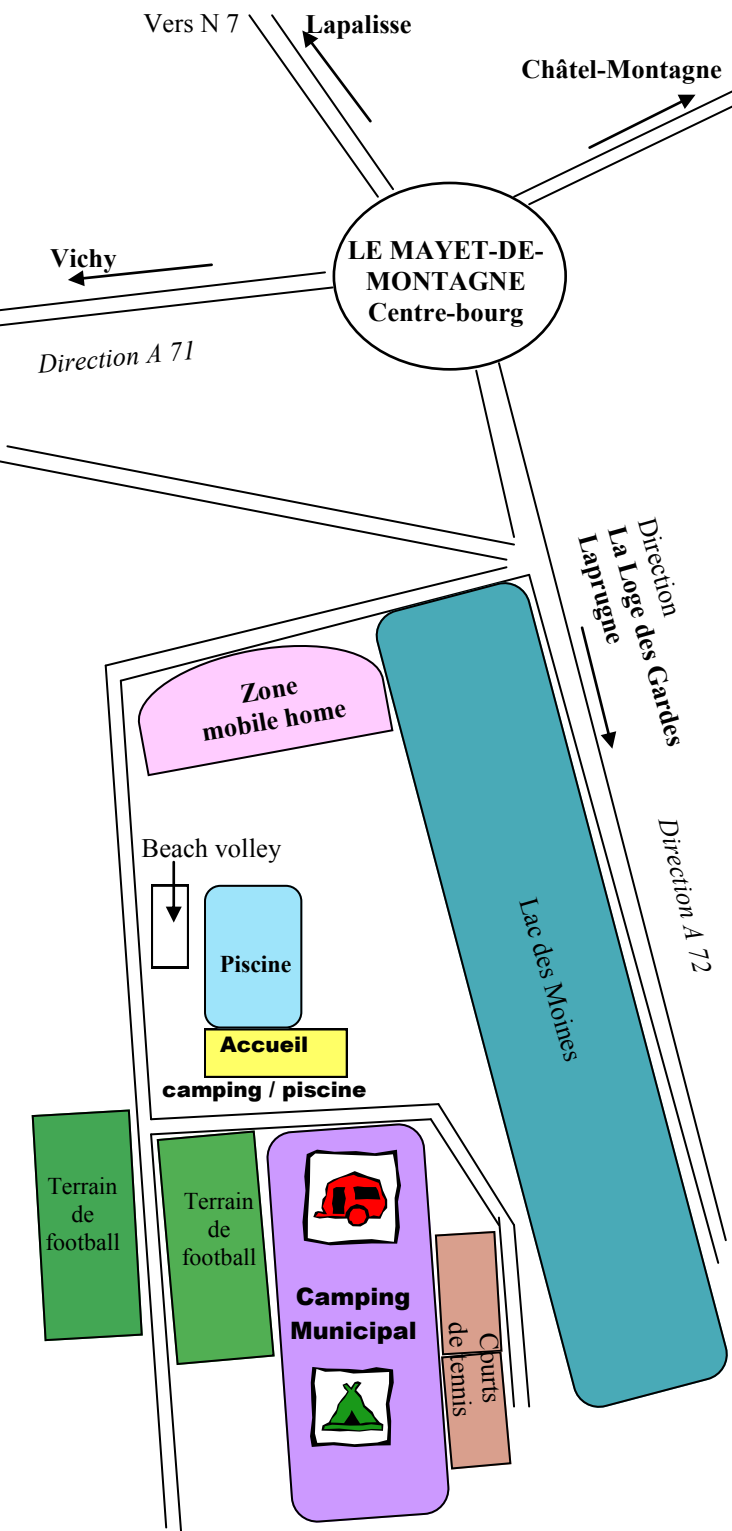 Vers N 7
Lapalisse
Châtel-Montagne
LE MAYET-DE-
MONTAGNE
Centre-bourg
Vichy
Direction A 71
Direction
La Loge des Gardes
Laprugne
Direction A 72
Zone
mobile home
Beach volley
Piscine
Lac des Moines
Accueil
camping / piscine
Terrain
de
football
Terrain
de
football
Camping
Municipal
Courts
de tennis